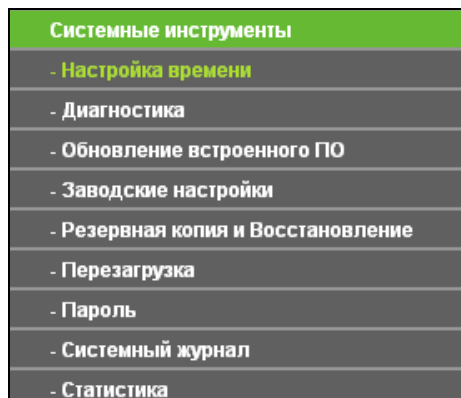 Системные инструменты
- Настройка времени
- Диагностика
- Обновление встроенного ПО
- Заводские настройки
- Резервная копия и Восстановление
- Перезагрузка
- Пароль
- Системный журнал
- Статистика